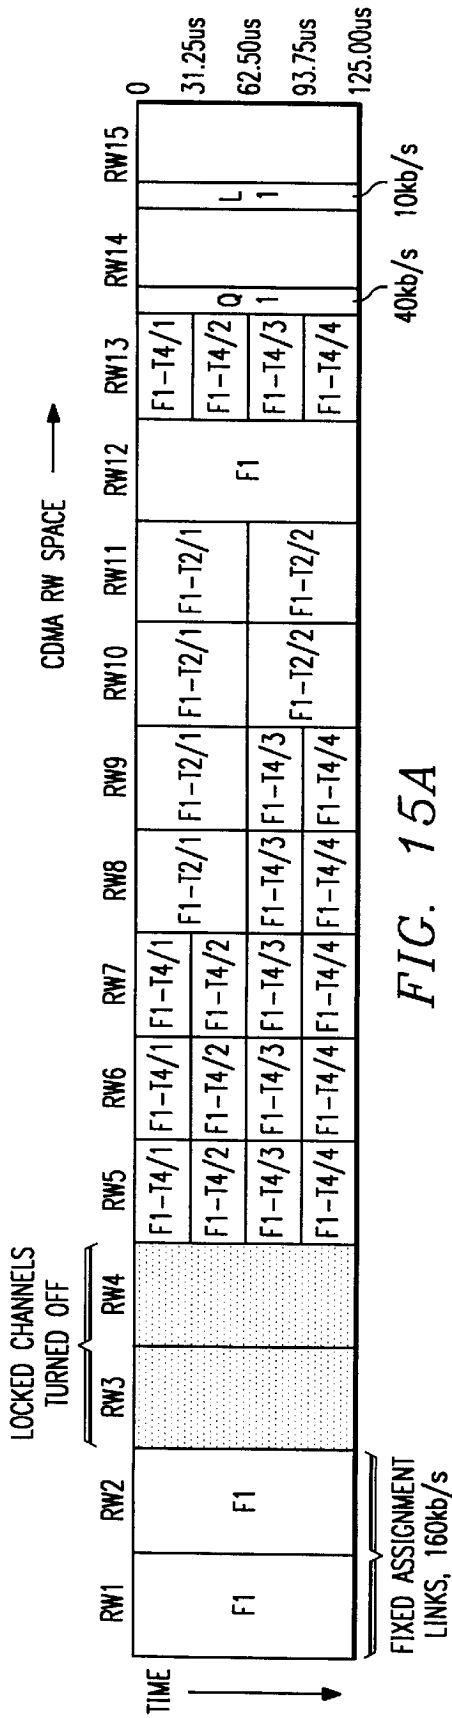 CDMA RW SPACE
LOCKED CHANNELS
TURNED OFF
RW1 RW2 RW3 RW4 RW5 RW6 RW7 RW8 RW9 RW10 RW11 RW12 RW13 RW14 RW15
TIME
0
31.25us
62.50us
93.75us
125.00us
F1
F1
F1-T4/1
F1-T4/2
F1-T4/3
F1-T4/4
F1-T4/1
F1-T4/2
F1-T4/3
F1-T4/4
F1-T4/1
F1-T4/2
F1-T4/3
F1-T4/4
F1-T2/1
F1-T4/3
F1-T4/4
F1-T2/1
F1-T4/3
F1-T4/4
F1-T2/1
F1-T2/2
F1-T2/1
F1-T2/2
F1
F1-T4/1
F1-T4/2
F1-T4/3
F1-T4/4
Q
1
L
1
FIXED ASSIGNMENT
LINKS, 160kb/s
40kb/s
10kb/s
FIG. 15A